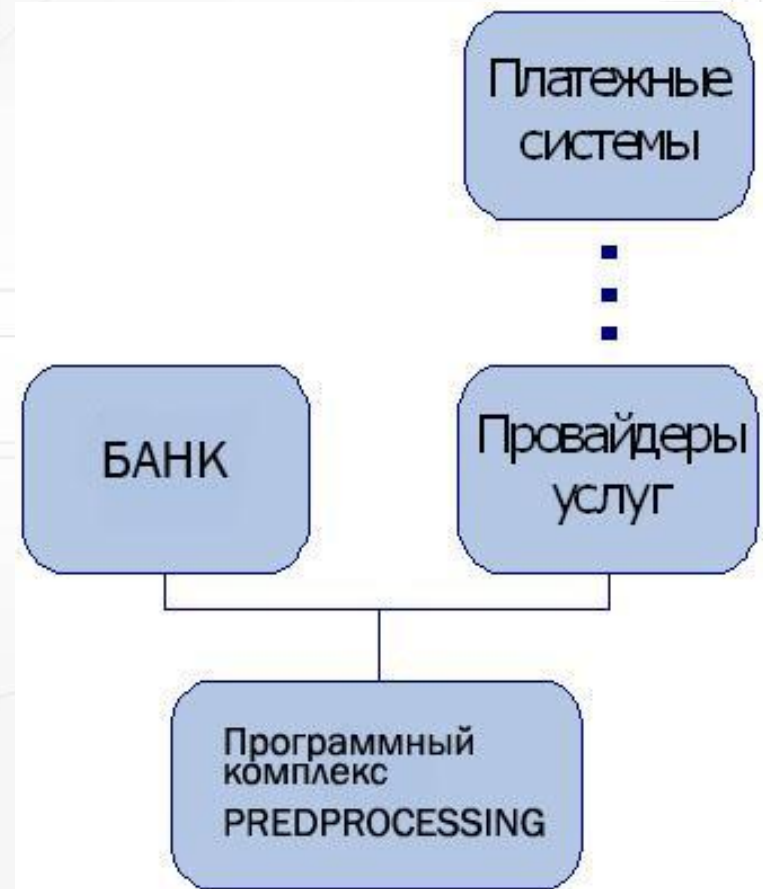 Платежные
системы
БАНК
Провайдеры
услуг
Программный
комплекс
PREDPROCESSING